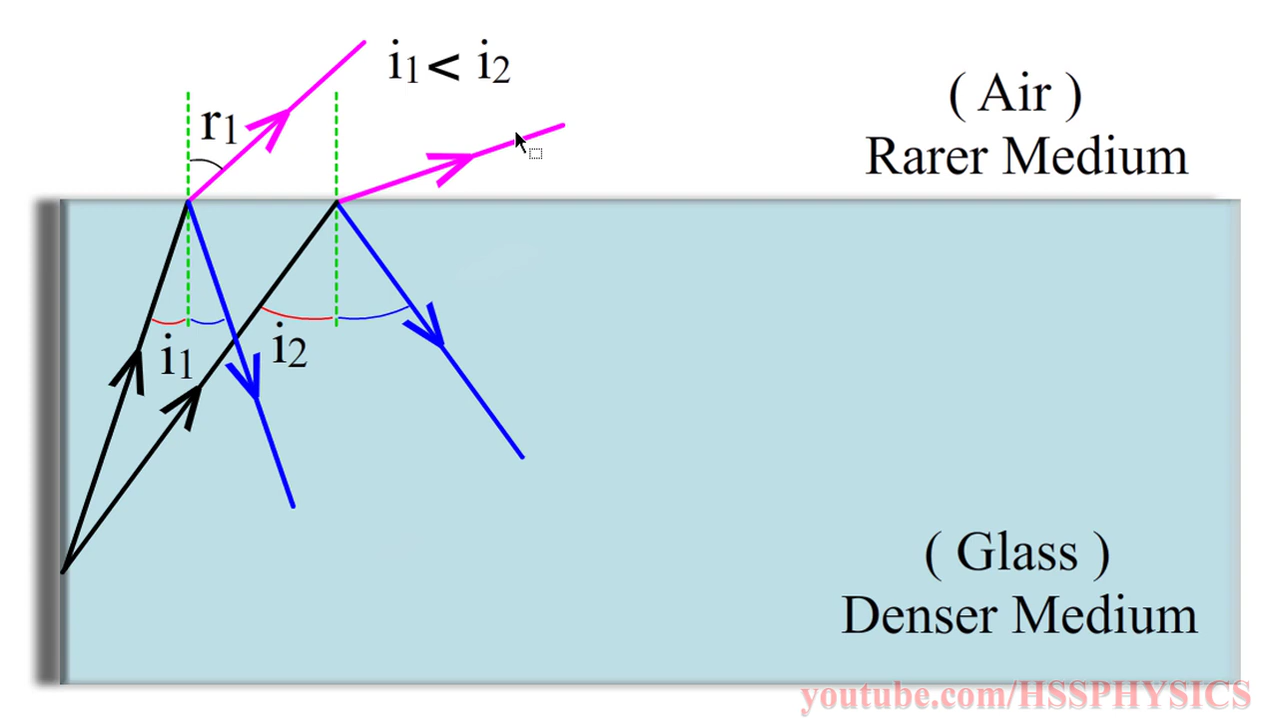 i1 < i2
( Air )
r1
Rarer Medium
i1
i2
( Glass )
Denser Medium
youtube.com/HSSPHYSICS